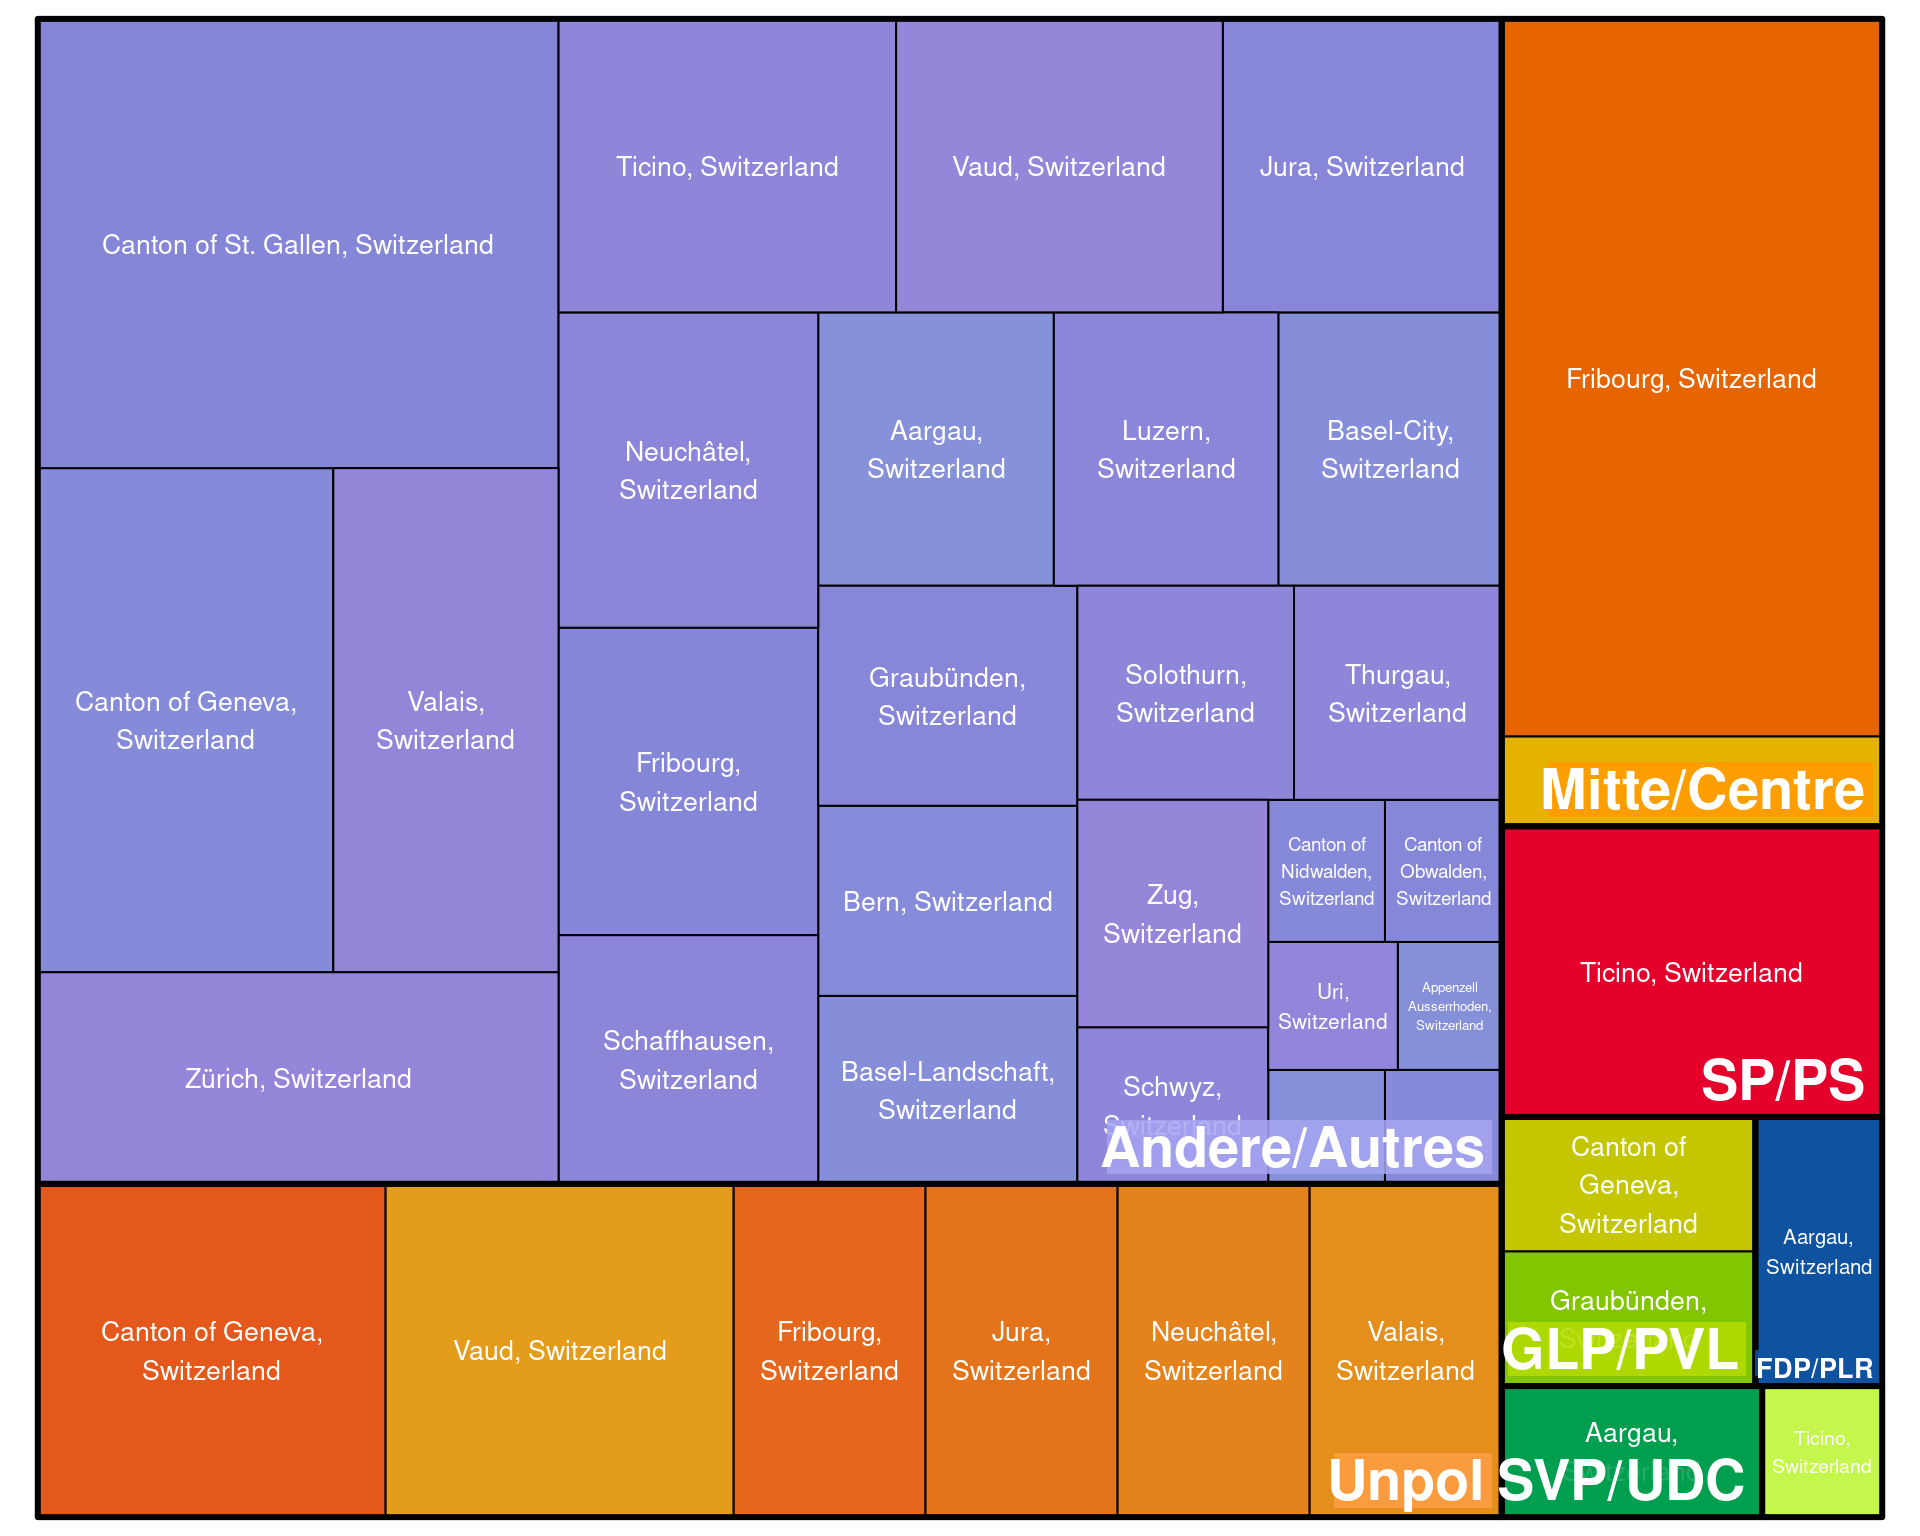 Canton of St. Gallen, Switzerland
Ticino, Switzerland
Vaud, Switzerland
Jura, Switzerland
Neuchâtel,
Switzerland
Aargau,
Switzerland
Luzern,
Switzerland
Basel-City,
Switzerland
Canton of Geneva,
Switzerland
Valais,
Switzerland
Fribourg,
Switzerland
Graubünden,
Switzerland
Solothurn,
Switzerland
Thurgau,
Switzerland
Bern, Switzerland
Zug,
Switzerland
Canton of
Nidwalden,
Switzerland
Canton of
Obwalden,
Switzerland
Uri,
Switzerland
Appenzell
Ausserrhoden,
Switzerland
Zürich, Switzerland
Schaffhausen,
Switzerland
Basel-Landschaft,
Switzerland
Schwyz,
Switzerland
Andere/Autres
Canton of Geneva,
Switzerland
Vaud, Switzerland
Fribourg,
Switzerland
Jura,
Switzerland
Neuchâtel,
Switzerland
Valais,
Switzerland
Unpol
Fribourg, Switzerland
Mitte/Centre
Ticino, Switzerland
SP/PS
Canton of
Geneva,
Switzerland
Graubünden,
Switzerland
GLP/PVL
Aargau,
Switzerland
FDP/PLR
Aargau,
Switzerland
SVP/UDC
Ticino,
Switzerland